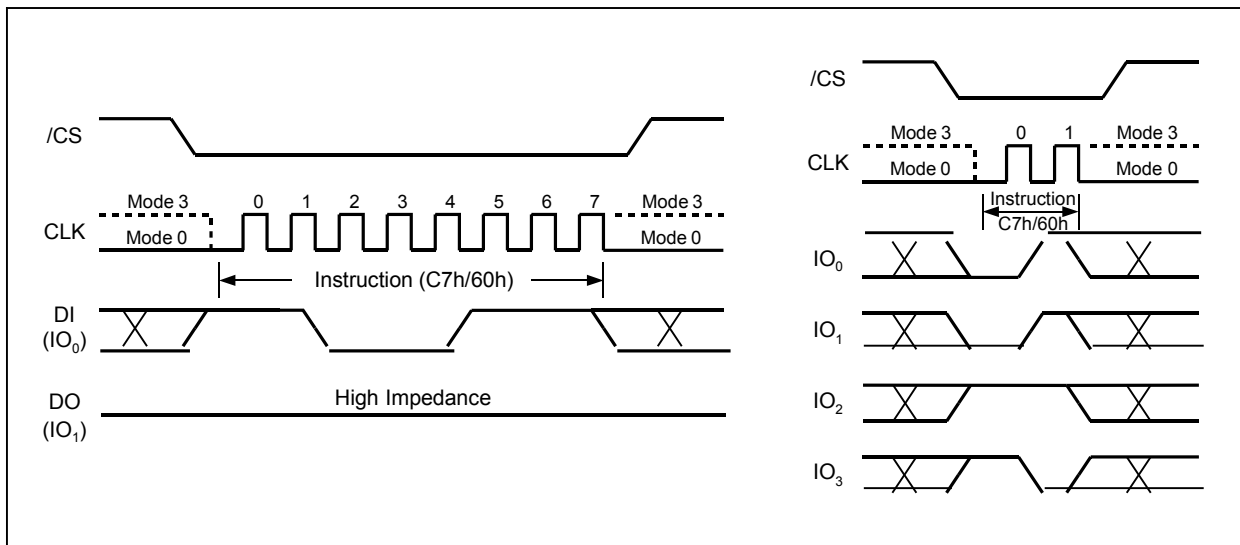 /CS
CLK
Mode 3
Mode 0
0 1 2 3 4 5 6 7
Mode 3
Mode 0
Instruction (C7h/60h)
DI
(IO₀)
DO
(IO₁)
High Impedance
/CS
CLK
Mode 3
Mode 0
0 1
Mode 3
Mode 0
Instruction
C7h/60h
IO₀
IO₁
IO₂
IO₃